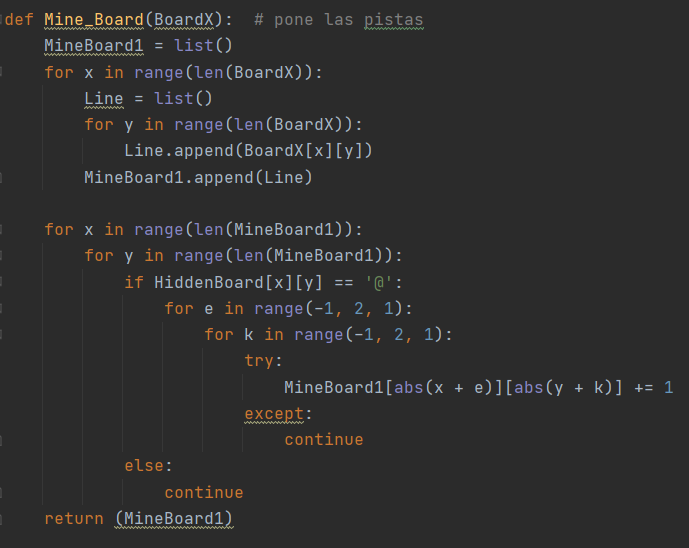 def Mine_Board(BoardX):  # pone las pistas
    MineBoard1 = list()
    for x in range(len(BoardX)):
        Line = list()
        for y in range(len(BoardX)):
            Line.append(BoardX[x][y])
        MineBoard1.append(Line)

    for x in range(len(MineBoard1)):
        for y in range(len(MineBoard1)):
            if HiddenBoard[x][y] == '@':
                for e in range(-1, 2, 1):
                    for k in range(-1, 2, 1):
                        try:
                            MineBoard1[abs(x + e)][abs(y + k)] += 1
                        except:
                            continue
            else:
                continue
    return (MineBoard1)